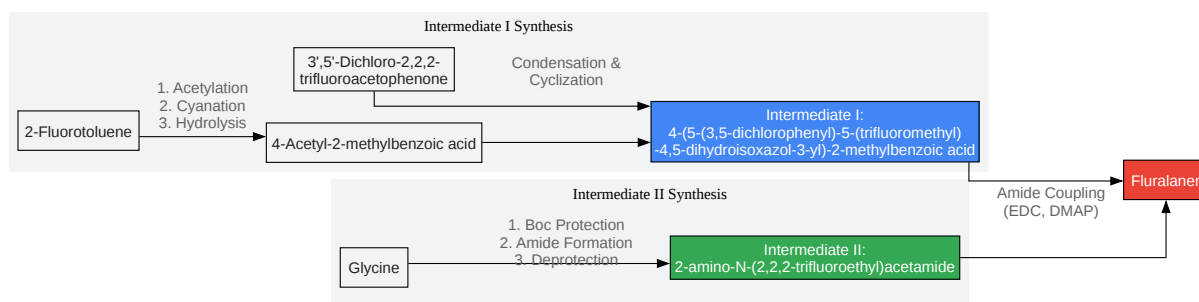 Intermediate I Synthesis
3',5'-Dichloro-2,2,2-
trifluoroacetophenone
Condensation &
Cyclization
1. Acetylation
2. Cyanation
3. Hydrolysis
2-Fluorotoluene
4-Acetyl-2-methylbenzoic acid
Intermediate I:
4-(5-(3,5-dichlorophenyl)-5-(trifluoromethyl)
-4,5-dihydroisoxazol-3-yl)-2-methylbenzoic acid
Amide Coupling
(EDC, DMAP)
Fluralaner
Intermediate II Synthesis
1. Boc Protection
2. Amide Formation
3. Deprotection
Glycine
Intermediate II:
2-amino-N-(2,2,2-trifluoroethyl)acetamide